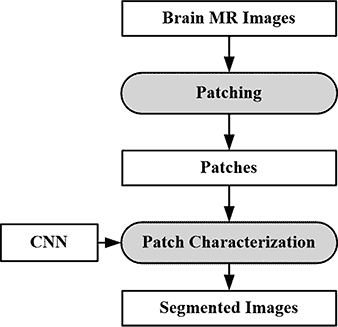 Brain MR Images
Patching
Patches
CNN
Patch Characterization
Segmented Images